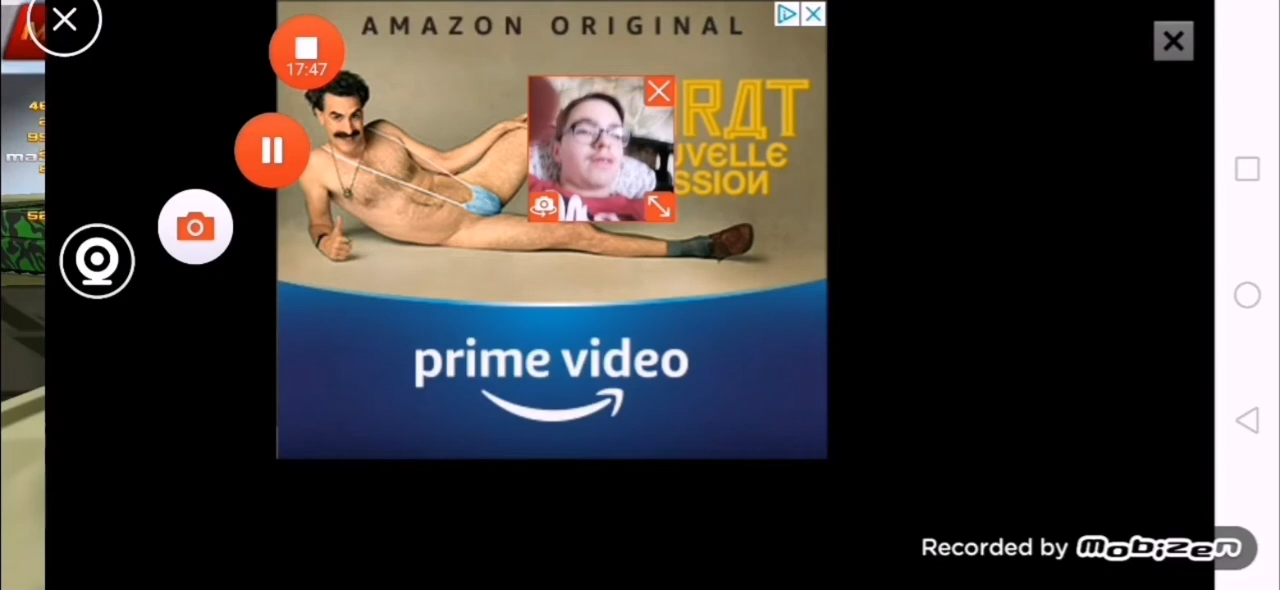 AMAZON ORIGINAL
17:47
RAT
UVELLE
SSION
prime video
Recorded by Mobizen